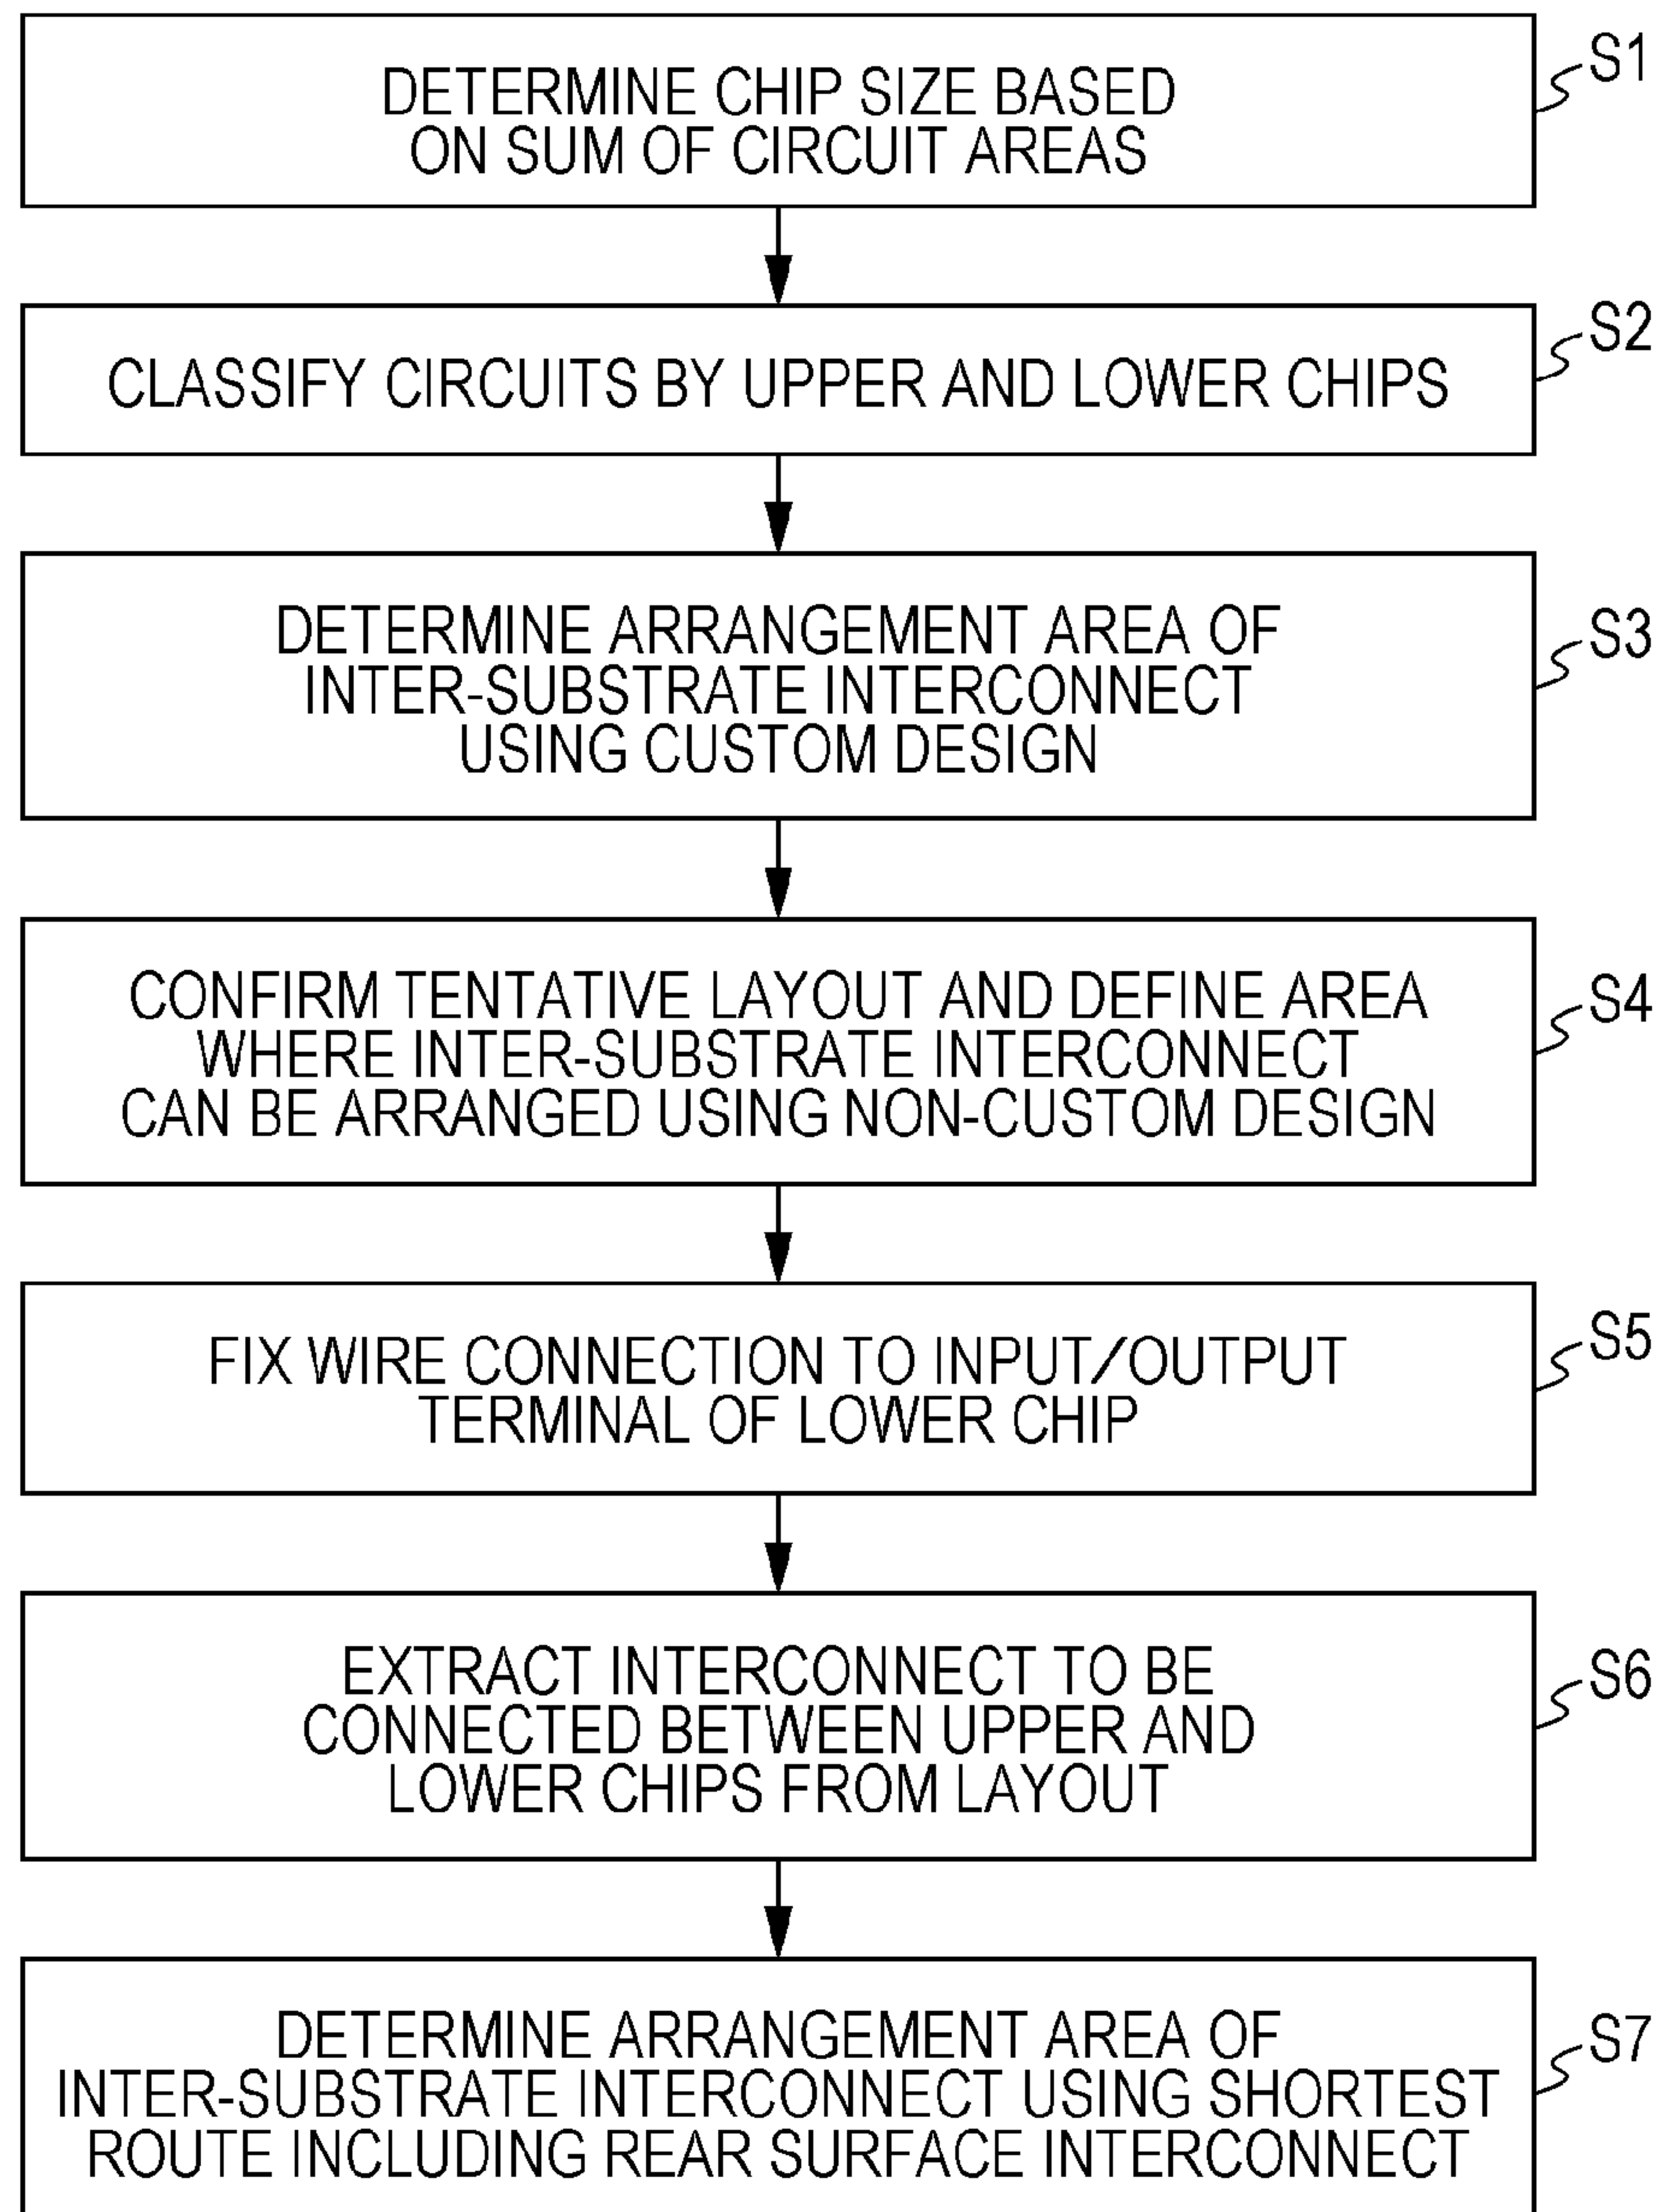 S1
DETERMINE CHIP SIZE BASED
ON SUM OF CIRCUIT AREAS
S2
CLASSIFY CIRCUITS BY UPPER AND LOWER CHIPS
S3
DETERMINE ARRANGEMENT AREA OF
INTER-SUBSTRATE INTERCONNECT
USING CUSTOM DESIGN
S4
CONFIRM TENTATIVE LAYOUT AND DEFINE AREA
WHERE INTER-SUBSTRATE INTERCONNECT
CAN BE ARRANGED USING NON-CUSTOM DESIGN
S5
FIX WIRE CONNECTION TO INPUT/OUTPUT
TERMINAL OF LOWER CHIP
S6
EXTRACT INTERCONNECT TO BE
CONNECTED BETWEEN UPPER AND
LOWER CHIPS FROM LAYOUT
S7
DETERMINE ARRANGEMENT AREA OF
INTER-SUBSTRATE INTERCONNECT USING SHORTEST
ROUTE INCLUDING REAR SURFACE INTERCONNECT